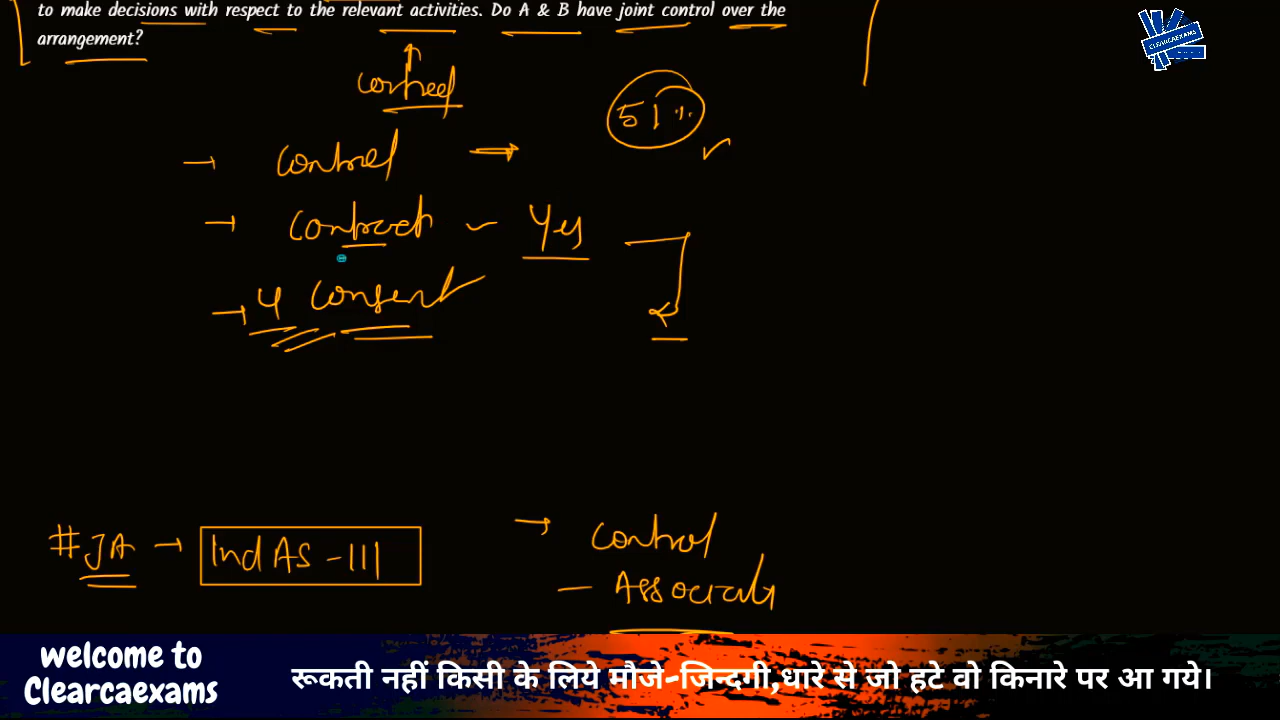 to make decisions with respect to the relevant activities. Do A & B have joint control over the
arrangement?
CLEARCAEXAMS
control
51%
→ control →
→ contract - Yes
→ 4 Consent
→ control
#JA → Ind AS - 111
- Associate
welcome to
Clearcaexams
रूकती नहीं किसी के लिये मौजे-जिन्दगी,धारे से जो हटे वो किनारे पर आ गये।